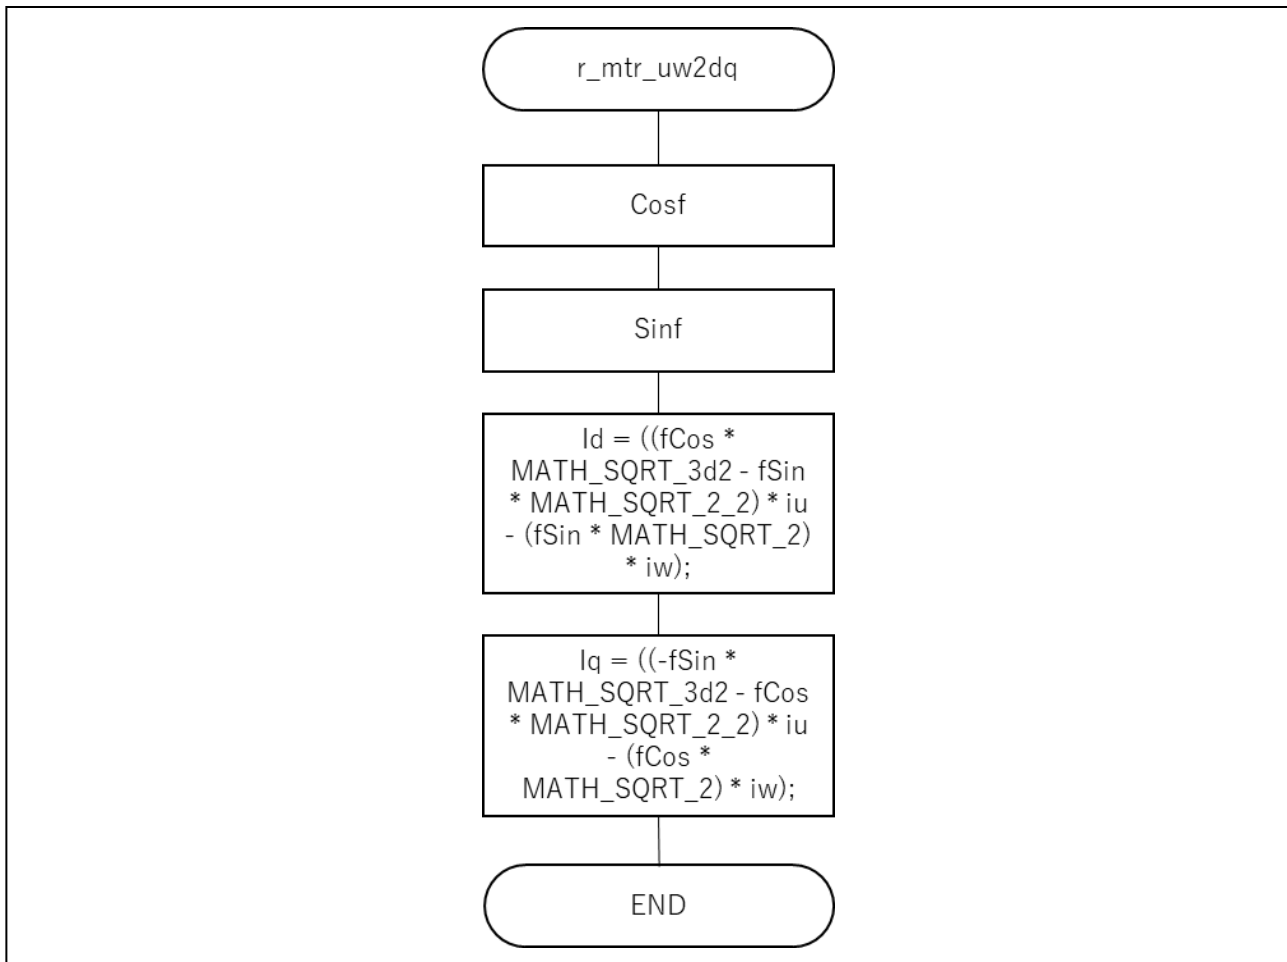 r_mtr_uw2dq
Cosf
Sinf
Id = ((fCos *
MATH_SQRT_3d2 - fSin
* MATH_SQRT_2_2) * iu
- (fSin * MATH_SQRT_2)
* iw);
Iq = ((-fSin *
MATH_SQRT_3d2 - fCos
* MATH_SQRT_2_2) * iu
- (fCos *
MATH_SQRT_2) * iw);
END